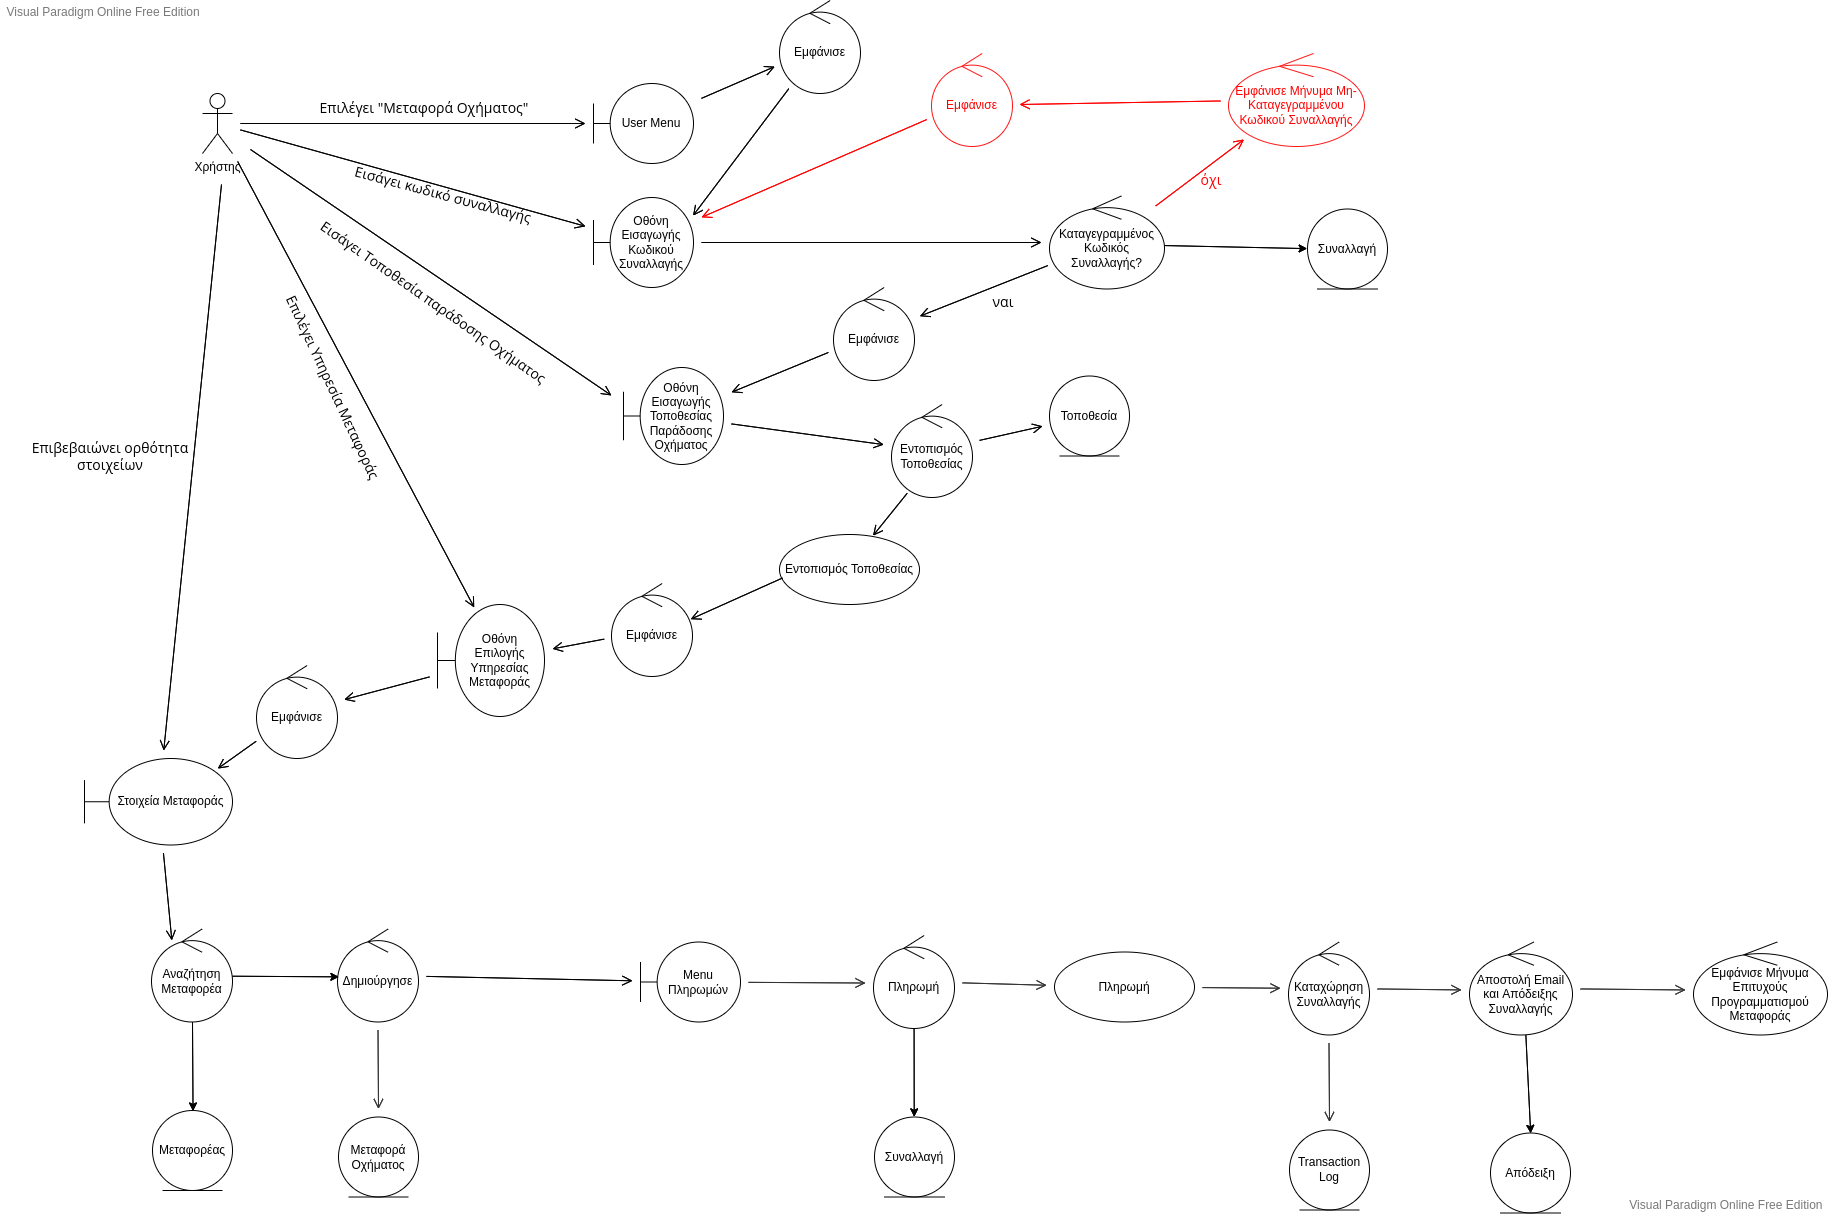 Visual Paradigm Online Free Edition
Εμφάνισε
Επιλέγει "Μεταφορά Οχήματος"
User Menu
Εμφάνισε
Εμφάνισε Μήνυμα Μη-
Καταγεγραμμένου
Κωδικού Συναλλαγής
Χρήστης
Εισάγει κωδικό συναλλαγής
όχι
Οθόνη
Εισαγωγής
Κωδικού
Συναλλαγής
Καταγεγραμμένος
Κωδικός
Συναλλαγής?
Συναλλαγή
Εισάγει Τοποθεσία παράδοσης Οχήματος
ναι
Εμφάνισε
Επιλέγει Υπηρεσία Μεταφοράς
Οθόνη
Εισαγωγής
Τοποθεσίας
Παράδοσης
Οχήματος
Τοποθεσία
Επιβεβαιώνει ορθότητα
στοιχείων
Εντοπισμός
Τοποθεσίας
Εντοπισμός Τοποθεσίας
Εμφάνισε
Οθόνη
Επιλογής
Υπηρεσίας
Μεταφοράς
Εμφάνισε
Στοιχεία Μεταφοράς
Αναζήτηση
Μεταφορέα
Δημιούργησε
Menu
Πληρωμών
Πληρωμή
Πληρωμή
Καταχώρηση
Συναλλαγής
Αποστολή Email
και Απόδειξης
Συναλλαγής
Εμφάνισε Μήνυμα
Επιτυχούς
Προγραμματισμού
Μεταφοράς
Μεταφορέας
Μεταφορά
Οχήματος
Συναλλαγή
Transaction
Log
Απόδειξη
Visual Paradigm Online Free Edition